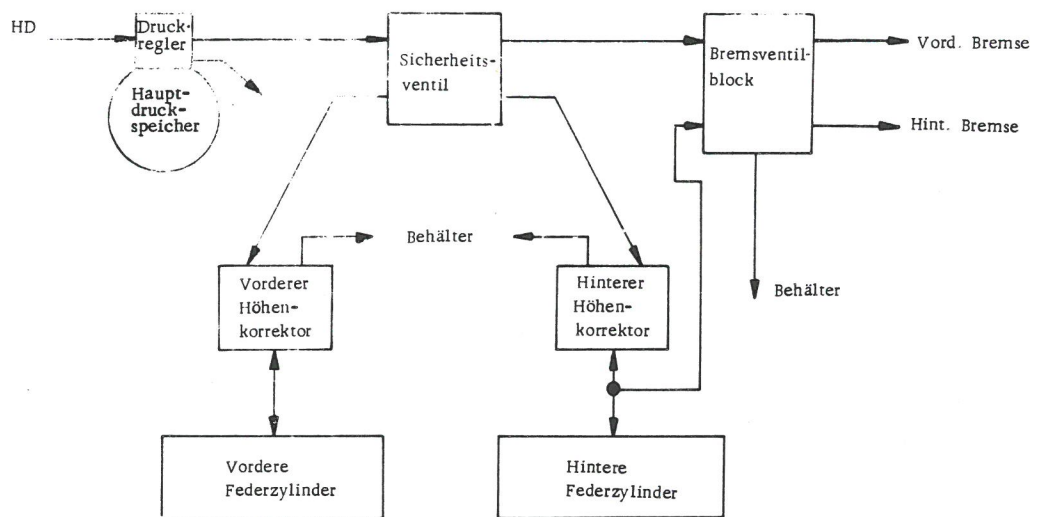 HD
Druck-
regler
Haupt-
druck-
speicher
Sicherheits-
ventil
Bremsventil-
block
Vord. Bremse
Hint. Bremse
Behälter
Behälter
Vorderer
Höhen-
korrektor
Hinterer
Höhen-
korrektor
Vordere
Federzylinder
Hintere
Federzylinder